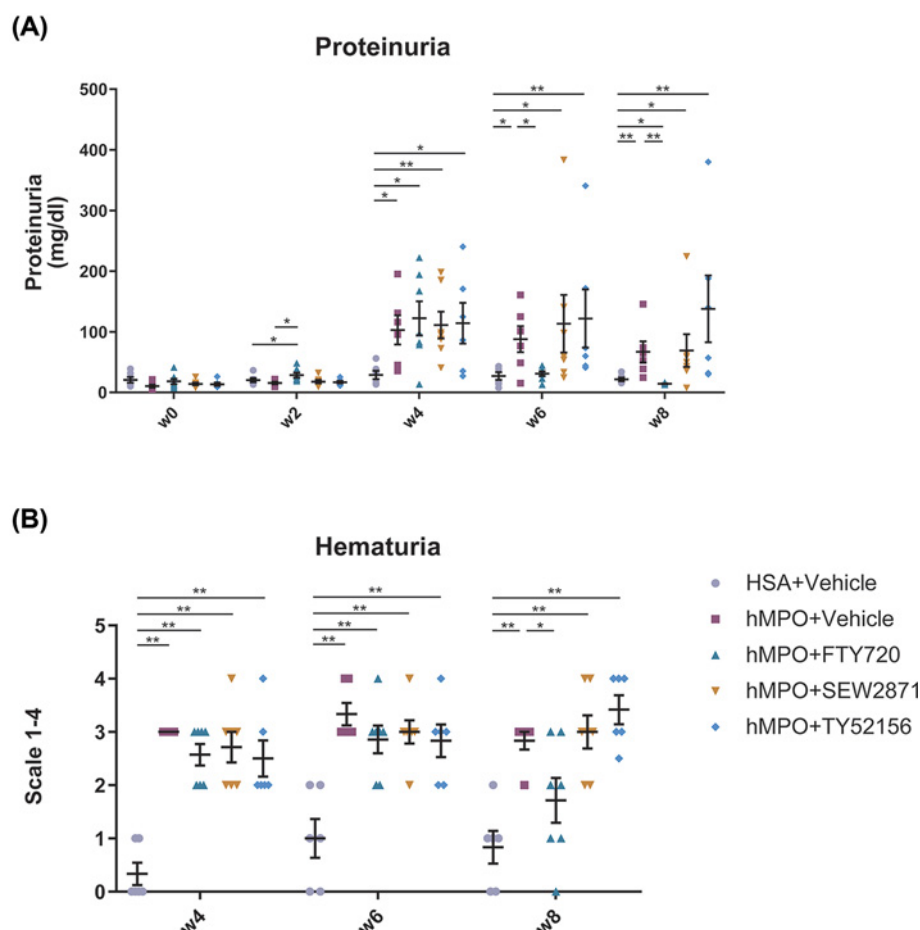 (A)
Proteinuria
** **
* *
* * * * *
** ** **
500
400
300
200
100
0
Proteinuria
(mg/dl)
*
**
*
*
*
*
w0 w2 w4 w6 w8
(B)
Hematuria
** ** **
** ** **
** **
** ** ** *
5
4
3
2
1
0
Scale 1-4
w4 w6 w8
HSA+Vehicle
hMPO+Vehicle
hMPO+FTY720
hMPO+SEW2871
hMPO+TY52156